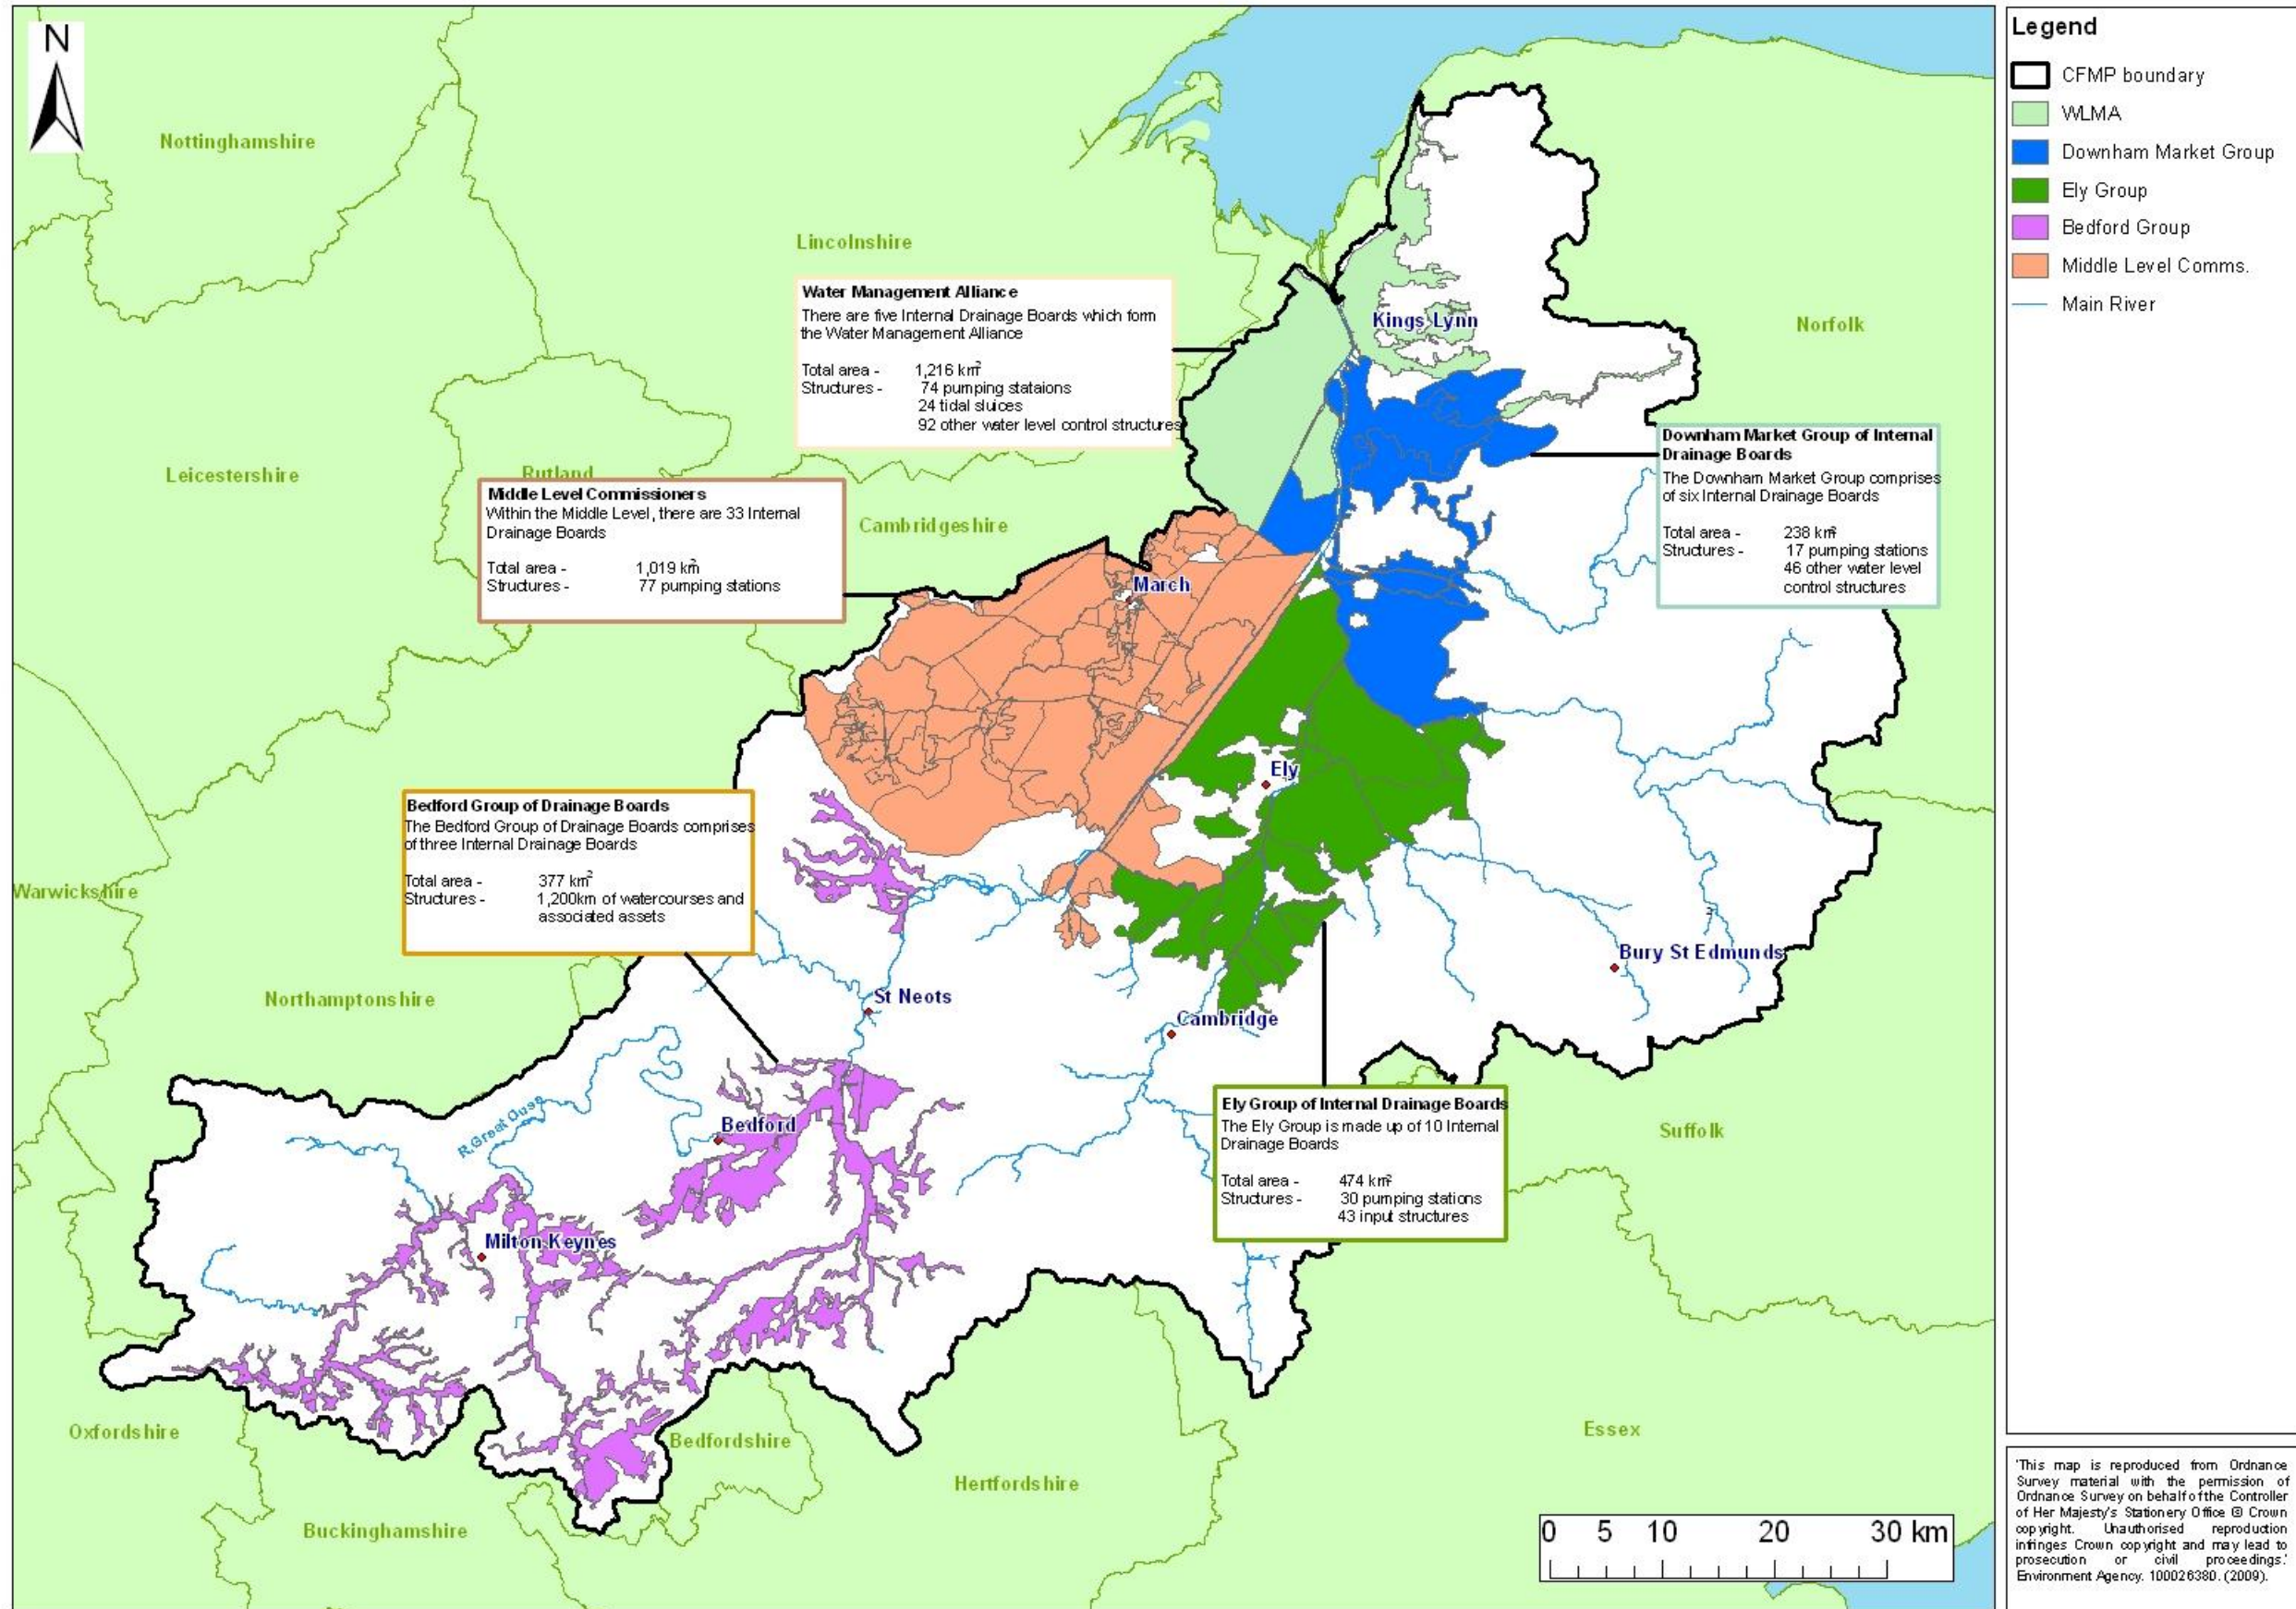 N
Nottinghamshire
Lincolnshire
Norfolk
Leicestershire
Rutland
Cambridgeshire
Warwickshire
Northamptonshire
Suffolk
Oxfordshire
Bedfordshire
Buckinghamshire
Hertfordshire
Essex
Kings Lynn
March
Ely
Bury St Edmunds
St Neots
Cambridge
Bedford
Milton Keynes
R.Great Ouse
Water Management Alliance
There are five Internal Drainage Boards which form
the Water Management Alliance
Total area - 1,216 km²
Structures - 74 pumping stataions
24 tidal sluices
92 other water level control structures
Middle Level Commissioners
Within the Middle Level, there are 33 Internal
Drainage Boards
Total area - 1,019 km²
Structures - 77 pumping stations
Downham Market Group of Internal
Drainage Boards
The Downham Market Group comprises
of six Internal Drainage Boards
Total area - 238 km²
Structures - 17 pumping stations
46 other water level
control structures
Bedford Group of Drainage Boards
The Bedford Group of Drainage Boards comprises
of three Internal Drainage Boards
Total area - 377 km²
Structures - 1,200km of watercourses and
associated assets
Ely Group of Internal Drainage Boards
The Ely Group is made up of 10 Internal
Drainage Boards
Total area - 474 km²
Structures - 30 pumping stations
43 input structures
0 5 10 20 30 km
Legend
CFMP boundary
WLMA
Downham Market Group
Ely Group
Bedford Group
Middle Level Comms.
Main River
'This map is reproduced from Ordnance
Survey material with the permission of
Ordnance Survey on behalf of the Controller
of Her Majesty's Stationery Office © Crown
copyright. Unauthorised reproduction
infringes Crown copyright and may lead to
prosecution or civil proceedings.'
Environment Agency. 100026380. (2009).